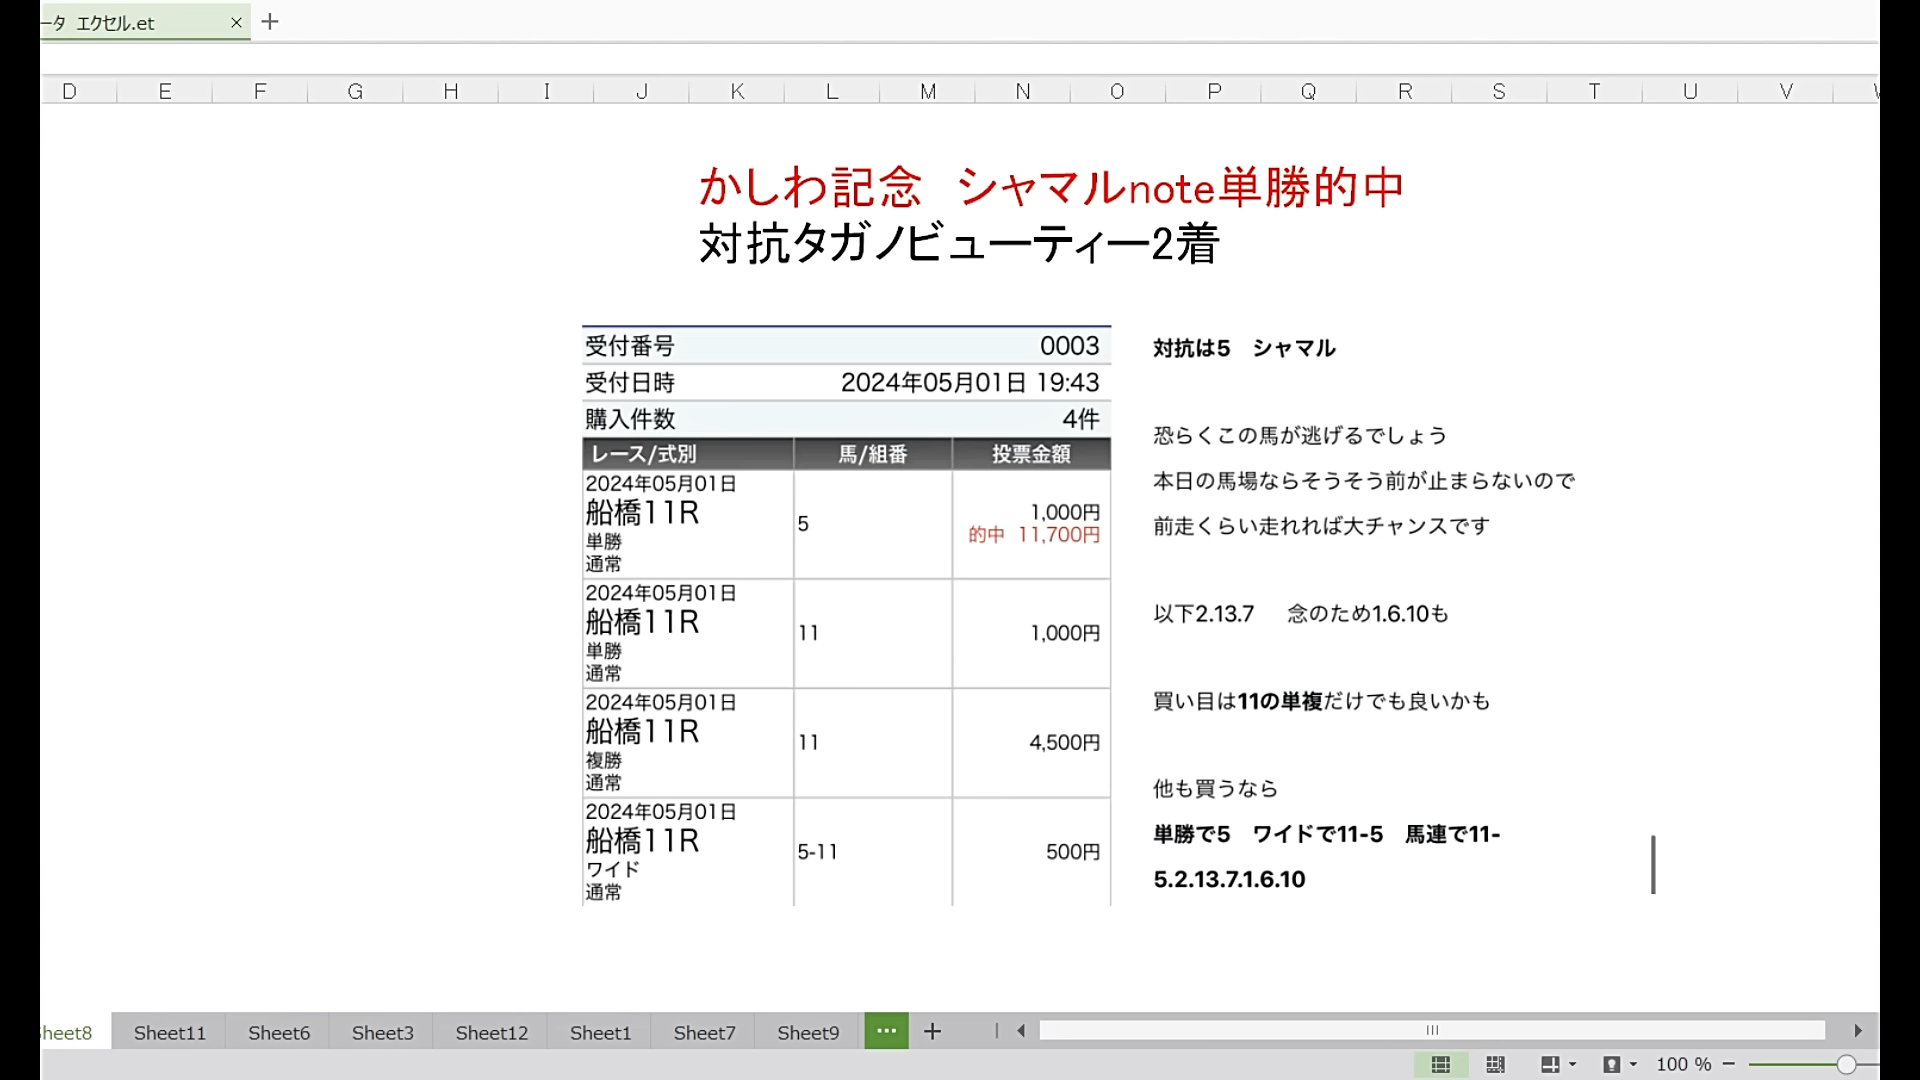 ータ エクセル.et × +
D E F G H I J K L M N O P Q R S T U V
かしわ記念 シャマルnote単勝的中
対抗タガノビューティー2着
受付番号 0003
受付日時 2024年05月01日 19:43
購入件数 4件
レース/式別 馬/組番 投票金額
2024年05月01日
船橋11R
単勝
通常
5
1,000円
的中 11,700円
2024年05月01日
船橋11R
単勝
通常
11
1,000円
2024年05月01日
船橋11R
複勝
通常
11
4,500円
2024年05月01日
船橋11R
ワイド
通常
5-11
500円
対抗は5 シャマル
恐らくこの馬が逃げるでしょう
本日の馬場ならそうそう前が止まらないので
前走くらい走れれば大チャンスです
以下2.13.7 念のため1.6.10も
買い目は11の単複だけでも良いかも
他も買うなら
単勝で5 ワイドで11-5 馬連で11-
5.2.13.7.1.6.10
heet8 Sheet11 Sheet6 Sheet3 Sheet12 Sheet1 Sheet7 Sheet9 ... +
100 %